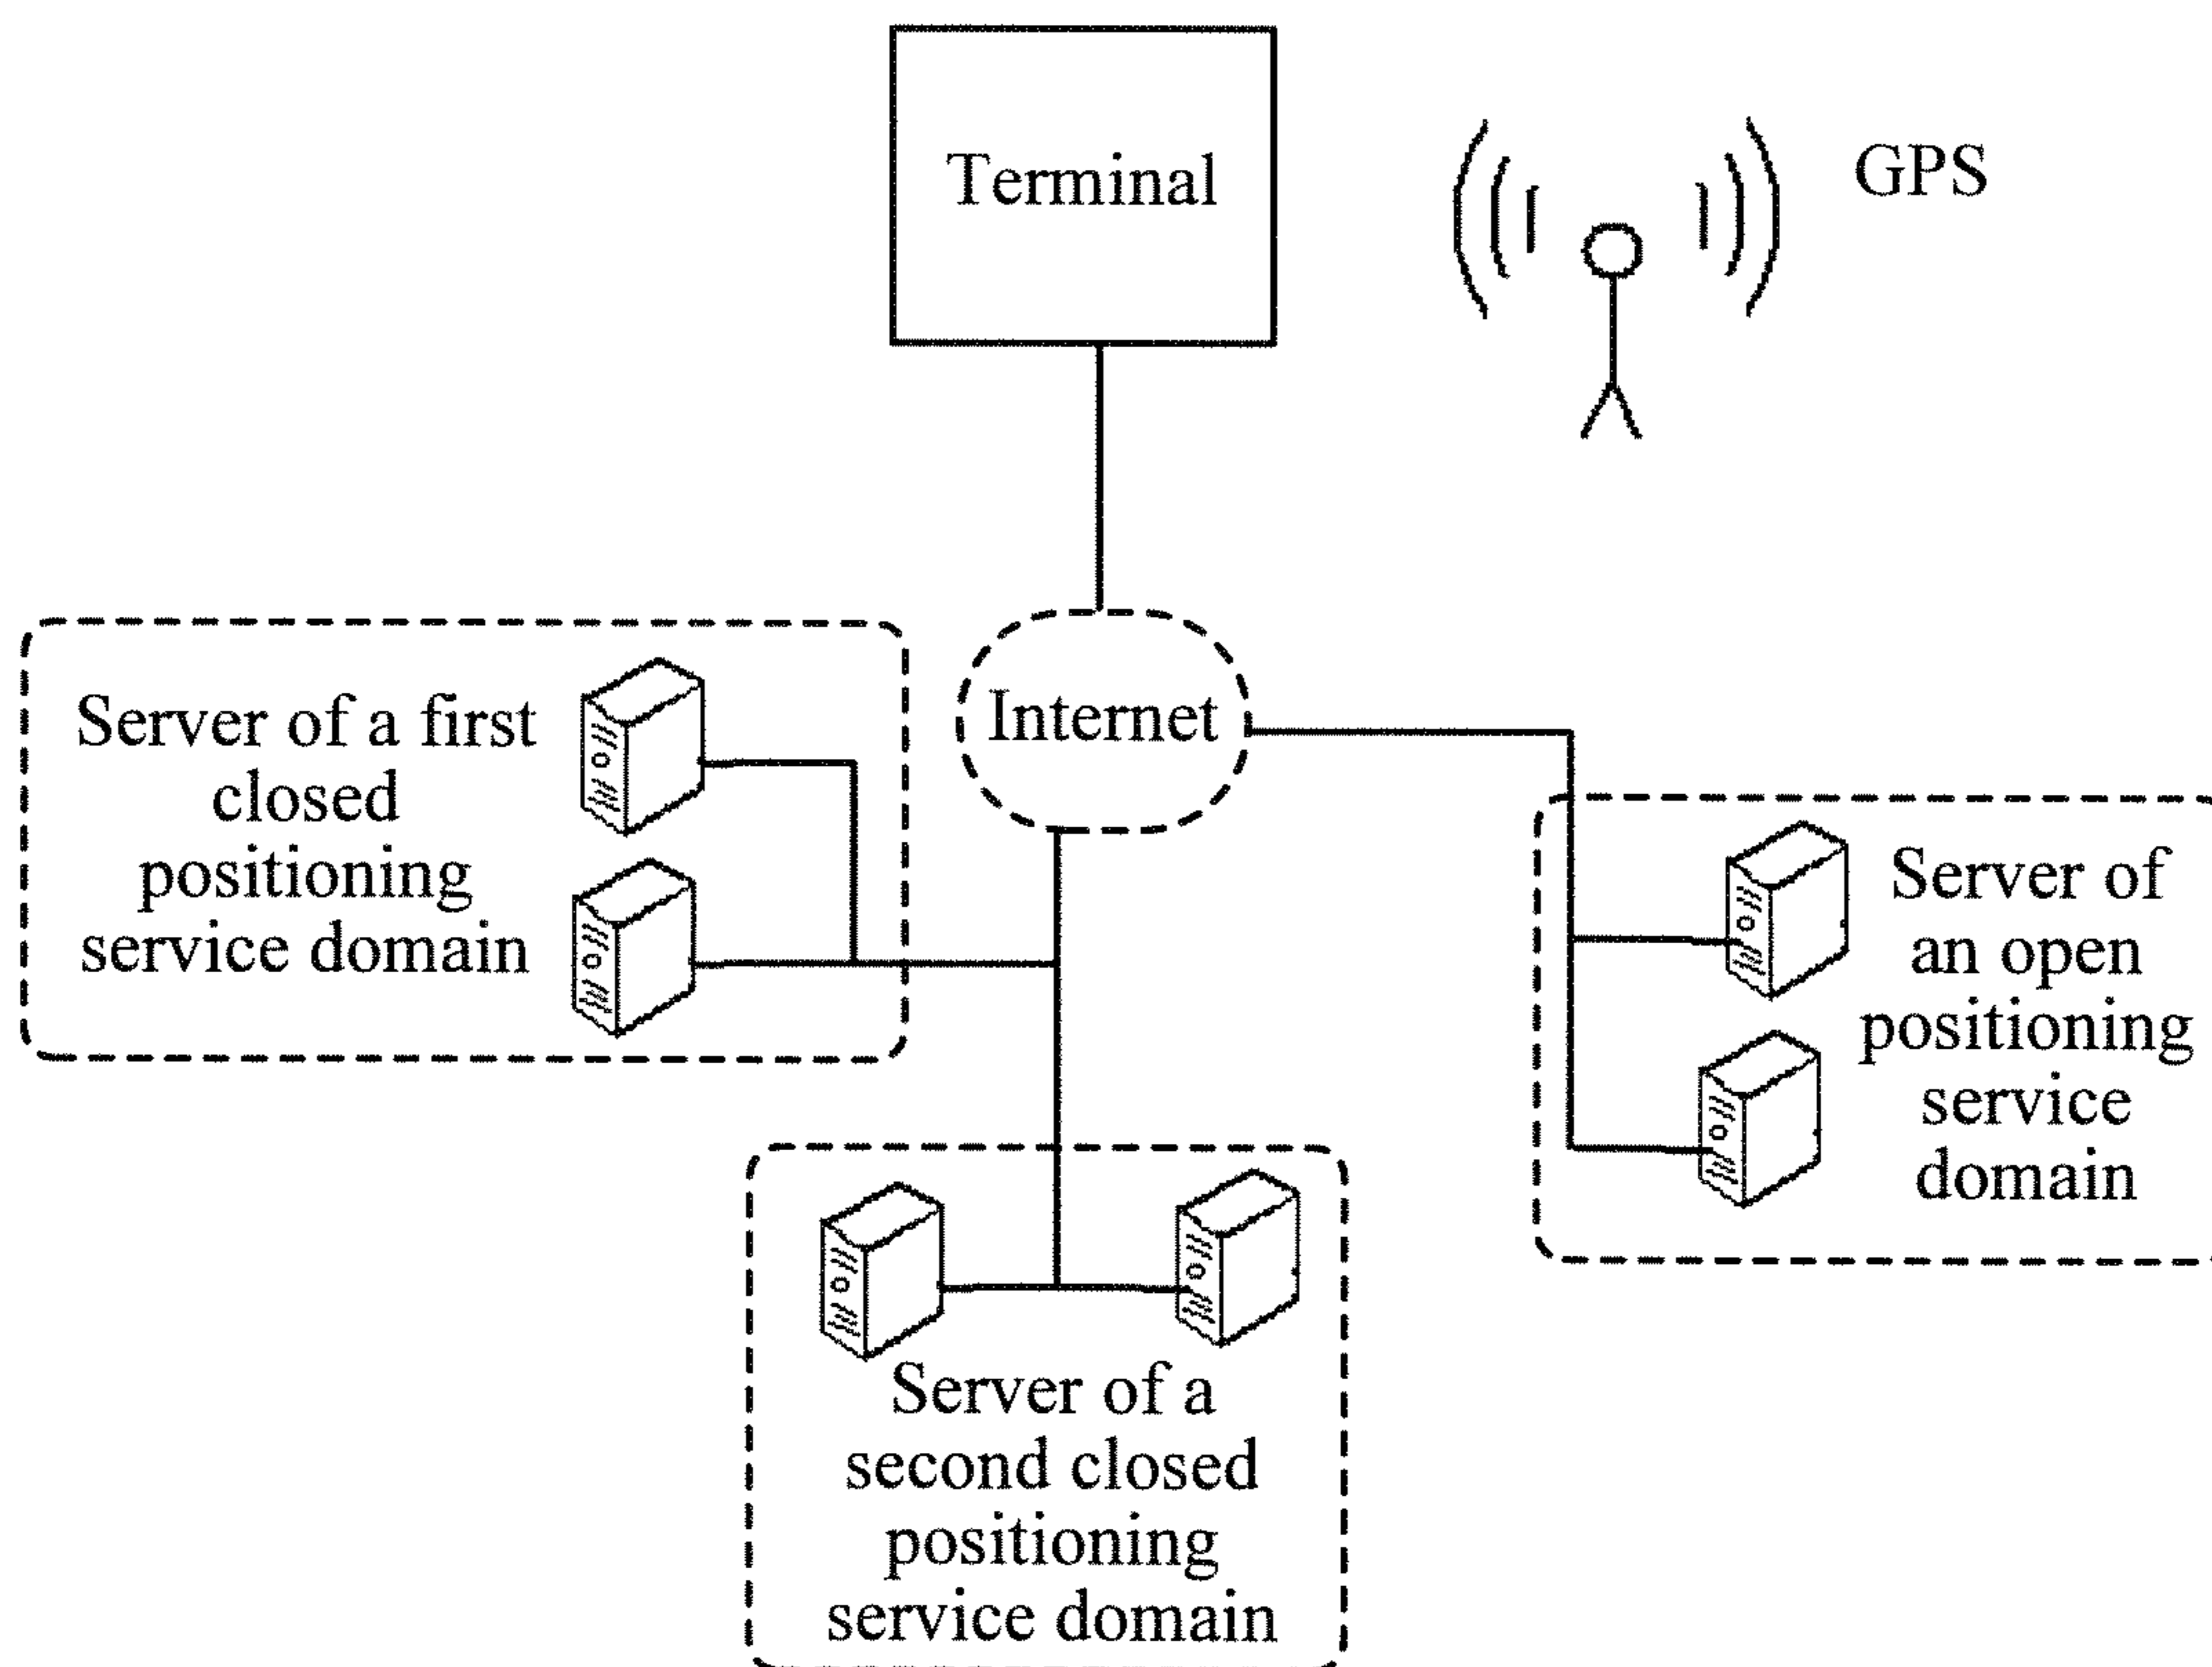 Terminal
GPS
Server of a first
closed
positioning
service domain
Internet
Server of
an open
positioning
service
domain
Server of a
second closed
positioning
service domain